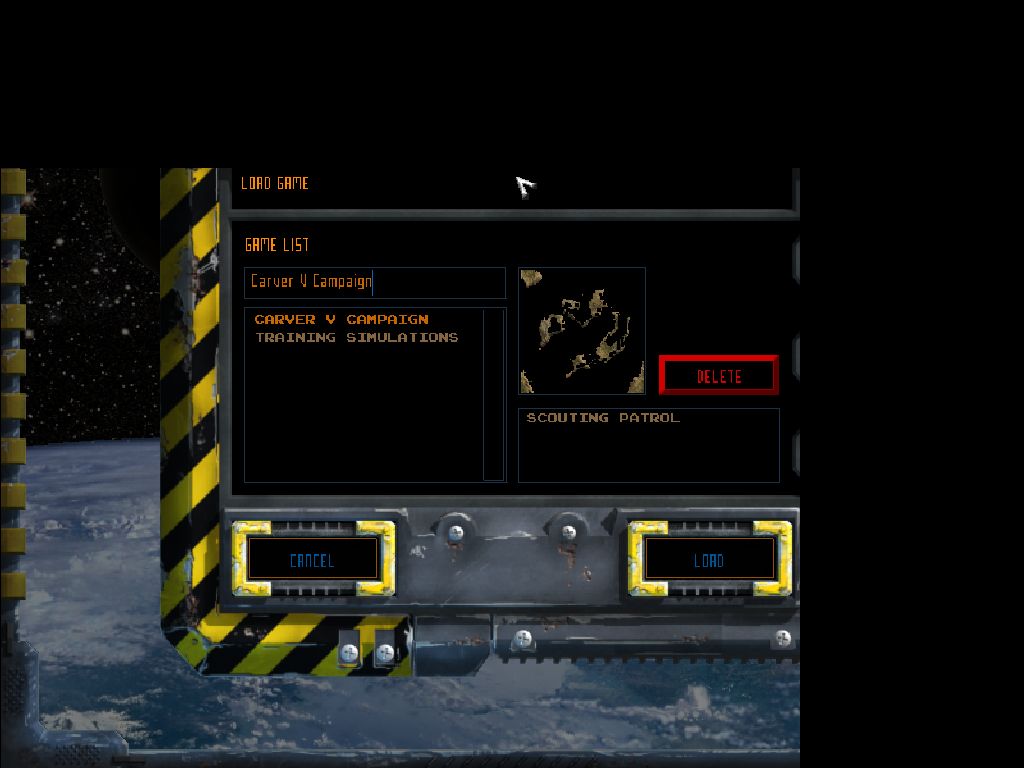 LOAD GAME
GAME LIST
Carver V Campaign
CARVER V CAMPAIGN
TRAINING SIMULATIONS
DELETE
SCOUTING PATROL
CANCEL
LOAD